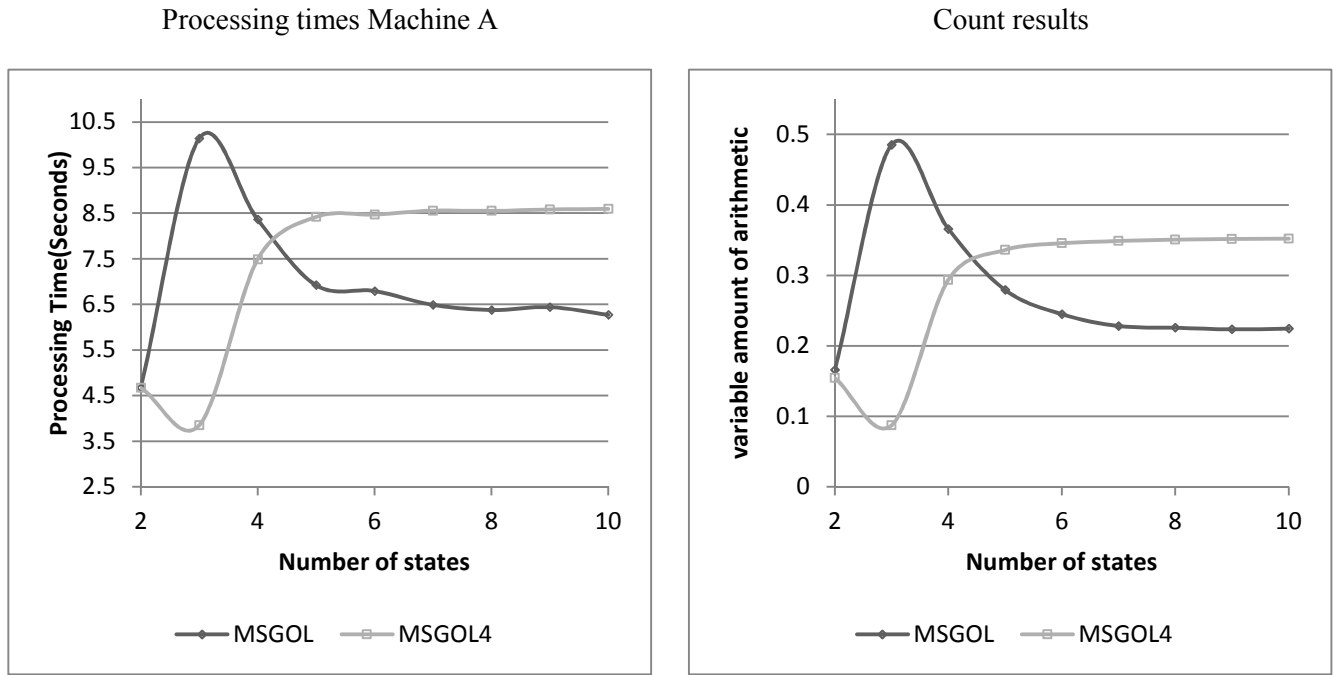 Processing times Machine A
Count results
Processing Time(Seconds)
10.5
9.5
8.5
7.5
6.5
5.5
4.5
3.5
2.5
2 4 6 8 10
Number of states
MSGOL MSGOL4
variable amount of arithmetic
0.5
0.4
0.3
0.2
0.1
0
2 4 6 8 10
Number of states
MSGOL MSGOL4